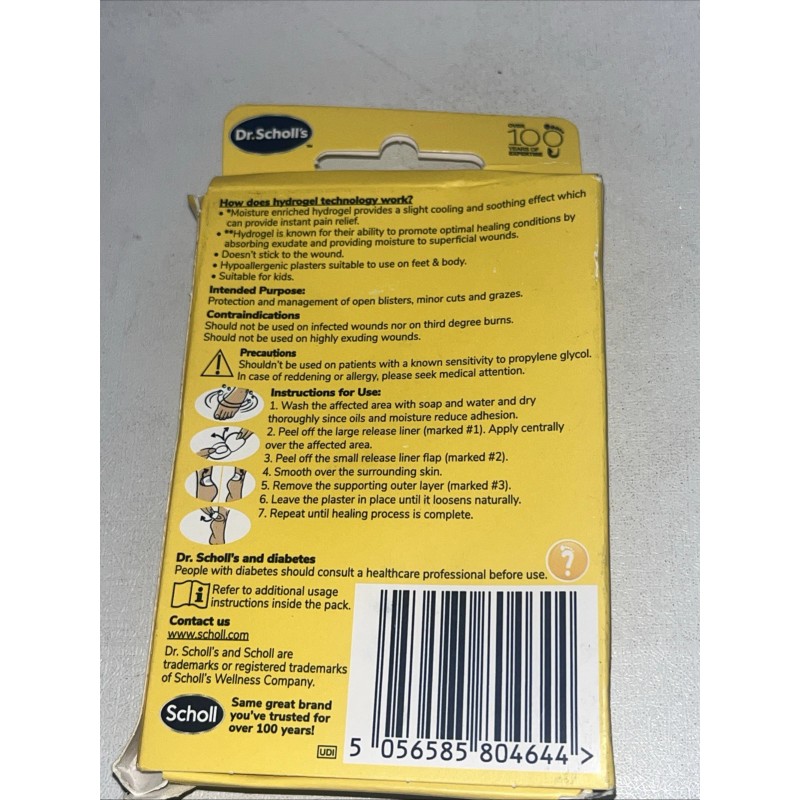 Dr.Scholl's
OVER
100
YEARS OF
EXPERTISE
How does hydrogel technology work?
• *Moisture enriched hydrogel provides a slight cooling and soothing effect which
can provide instant pain relief.
• **Hydrogel is known for their ability to promote optimal healing conditions by
absorbing exudate and providing moisture to superficial wounds.
• Doesn't stick to the wound.
• Hypoallergenic plasters suitable to use on feet & body.
• Suitable for kids.
Intended Purpose:
Protection and management of open blisters, minor cuts and grazes.
Contraindications
Should not be used on infected wounds nor on third degree burns.
Should not be used on highly exuding wounds.
Precautions
Shouldn't be used on patients with a known sensitivity to propylene glycol.
In case of reddening or allergy, please seek medical attention.
Instructions for Use:
1. Wash the affected area with soap and water and dry
thoroughly since oils and moisture reduce adhesion.
2. Peel off the large release liner (marked #1). Apply centrally
over the affected area.
3. Peel off the small release liner flap (marked #2).
4. Smooth over the surrounding skin.
5. Remove the supporting outer layer (marked #3).
6. Leave the plaster in place until it loosens naturally.
7. Repeat until healing process is complete.
Dr. Scholl's and diabetes
People with diabetes should consult a healthcare professional before use.
Refer to additional usage
instructions inside the pack.
Contact us
www.scholl.com
Dr. Scholl's and Scholl are
trademarks or registered trademarks
of Scholl's Wellness Company.
Scholl
Same great brand
you've trusted for
over 100 years!
UDI
5 056585 804644 >